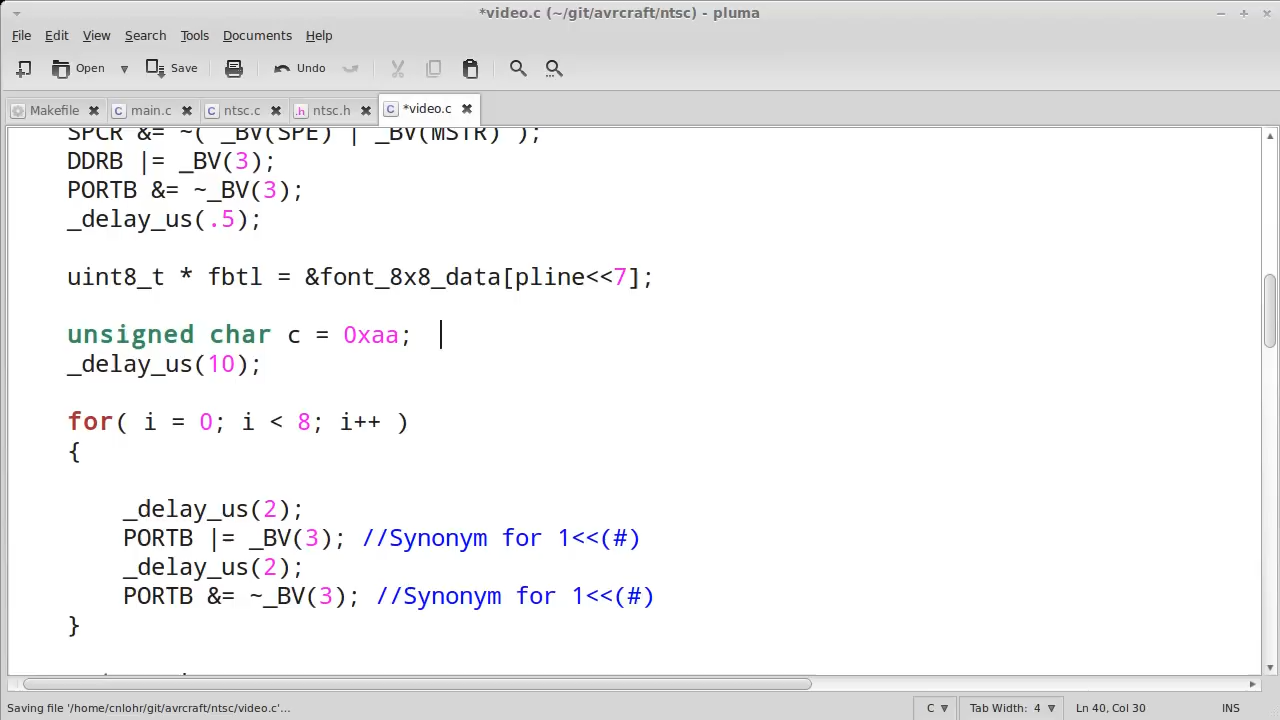 *video.c (~/git/avrcraft/ntsc) - pluma
File Edit View Search Tools Documents Help
Open Save Undo
Makefile main.c ntsc.c ntsc.h *video.c
SPCR &= ~( _BV(SPE) | _BV(MSTR) );
DDRB |= _BV(3);
PORTB &= ~_BV(3);
_delay_us(.5);
uint8_t * fbtl = &font_8x8_data[pline<<7];
unsigned char c = 0xaa;
_delay_us(10);
for( i = 0; i < 8; i++ )
{
_delay_us(2);
PORTB |= _BV(3); //Synonym for 1<<(#)
_delay_us(2);
PORTB &= ~_BV(3); //Synonym for 1<<(#)
}
Saving file '/home/cnlohr/git/avrcraft/ntsc/video.c'... C Tab Width: 4 Ln 40, Col 30 INS